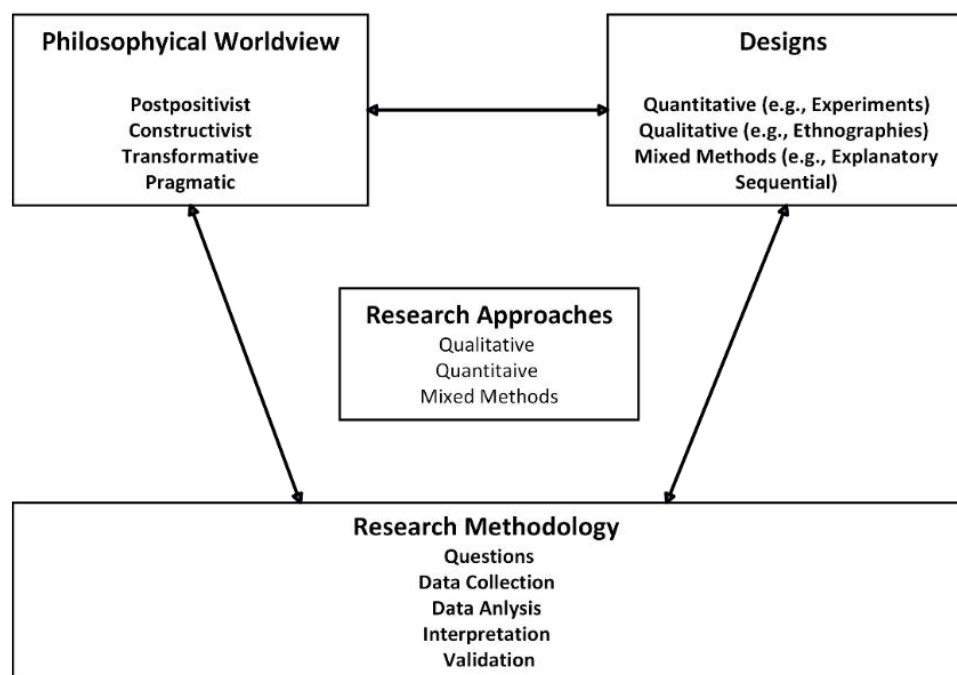 Philosophyical Worldview
Postpositivist
Constructivist
Transformative
Pragmatic
Designs
Quantitative (e.g., Experiments)
Qualitative (e.g., Ethnographies)
Mixed Methods (e.g., Explanatory
Sequential)
Research Approaches
Qualitative
Quantitaive
Mixed Methods
Research Methodology
Questions
Data Collection
Data Anlysis
Interpretation
Validation